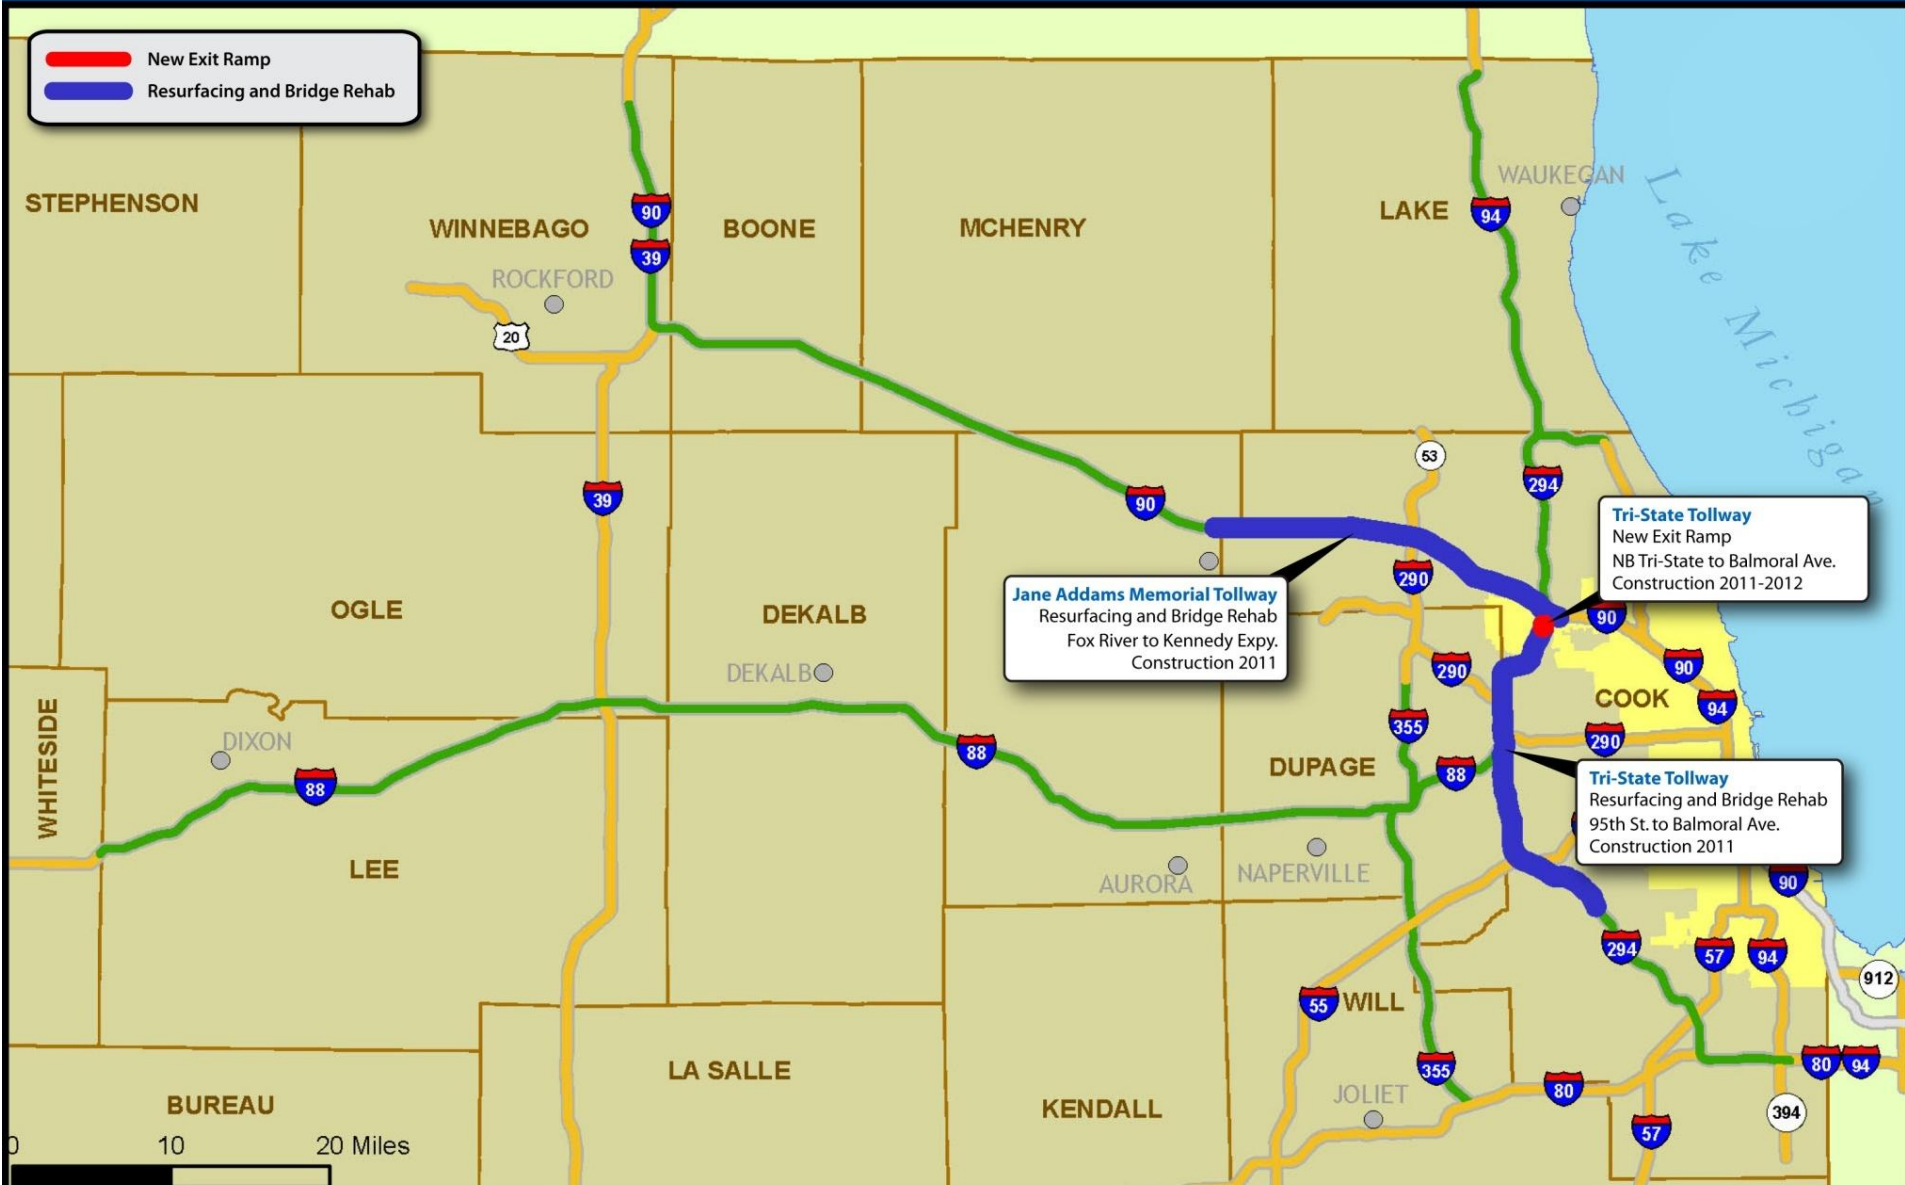 New Exit Ramp
Resurfacing and Bridge Rehab
STEPHENSON
WINNEBAGO
BOONE
MCHENRY
LAKE
WAUKEGAN
Lake Michigan
90
39
94
ROCKFORD
20
39
90
53
294
Tri-State Tollway
New Exit Ramp
NB Tri-State to Balmoral Ave.
Construction 2011-2012
Jane Addams Memorial Tollway
Resurfacing and Bridge Rehab
Fox River to Kennedy Expy.
Construction 2011
290
90
OGLE
DEKALB
DEKALB
290
90
COOK
94
WHITESIDE
DIXON
88
88
355
290
DUPAGE
88
Tri-State Tollway
Resurfacing and Bridge Rehab
95th St. to Balmoral Ave.
Construction 2011
LEE
AURORA
NAPERVILLE
90
294
57
94
912
55
WILL
LA SALLE
355
80
80
94
BUREAU
KENDALL
JOLIET
394
57
0
10
20 Miles